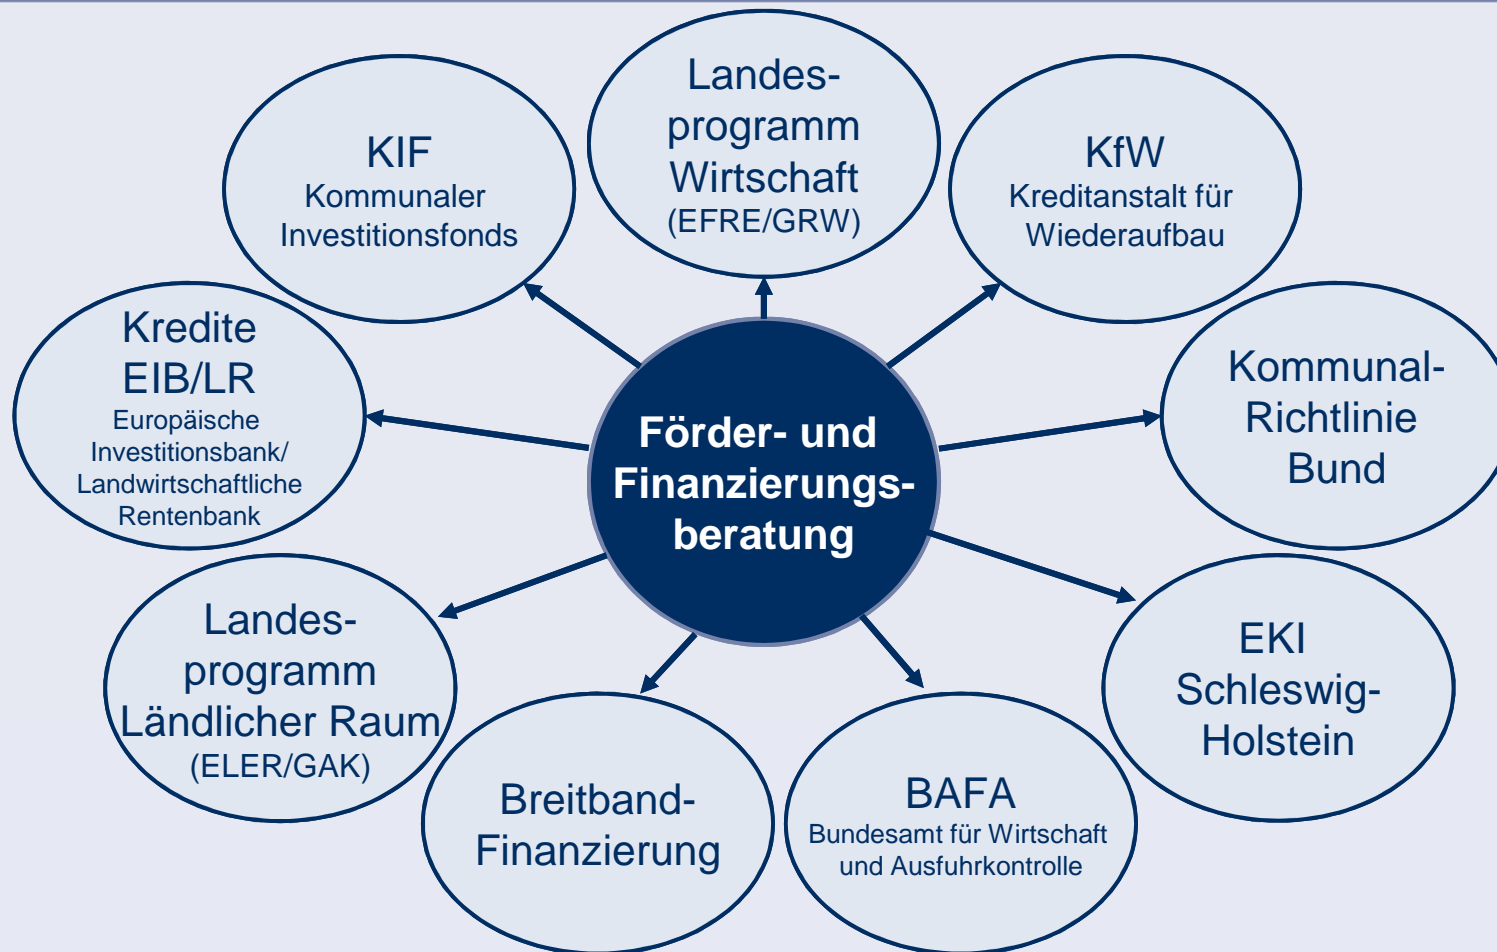 Landes-
programm
Wirtschaft
(EFRE/GRW)
KIF
Kommunaler
Investitionsfonds
KfW
Kreditanstalt für
Wiederaufbau
Kredite
EIB/LR
Europäische
Investitionsbank/
Landwirtschaftliche
Rentenbank
Kommunal-
Richtlinie
Bund
Förder- und
Finanzierungs-
beratung
Landes-
programm
Ländlicher Raum
(ELER/GAK)
EKI
Schleswig-
Holstein
Breitband-
Finanzierung
BAFA
Bundesamt für Wirtschaft
und Ausfuhrkontrolle